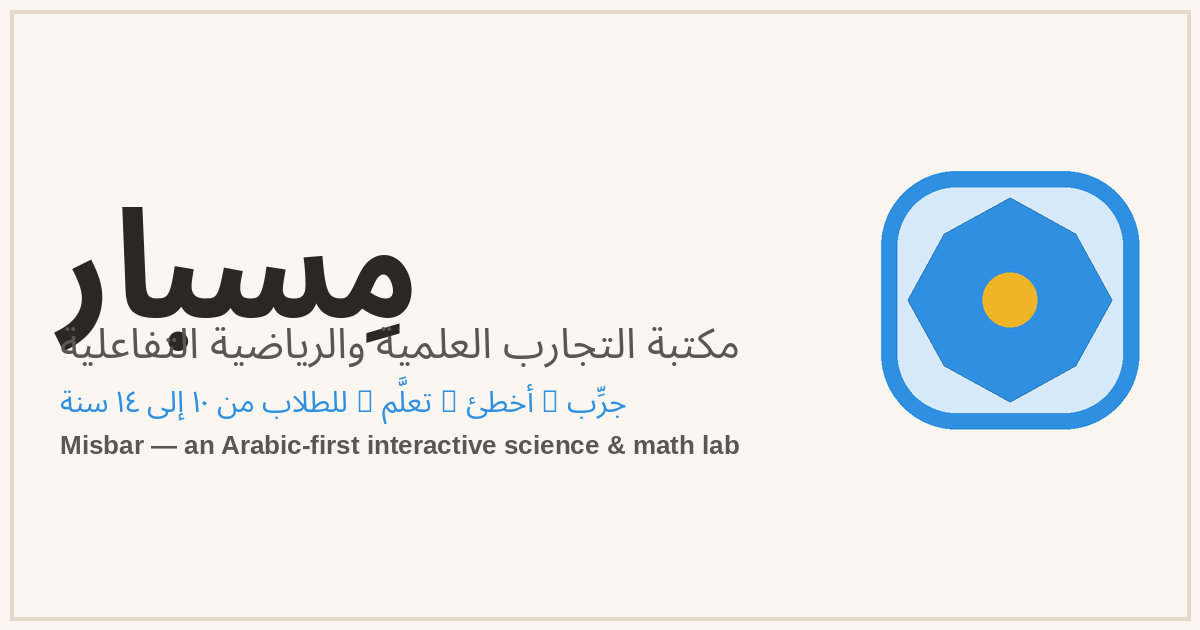 مِسبار
مكتبة التجارب العلمية والرياضية التفاعلية
جرِّب ▯ أخطئ ▯ تعلَّم ▯ للطلاب من ١٠ إلى ١٤ سنة
Misbar — an Arabic-first interactive science & math lab